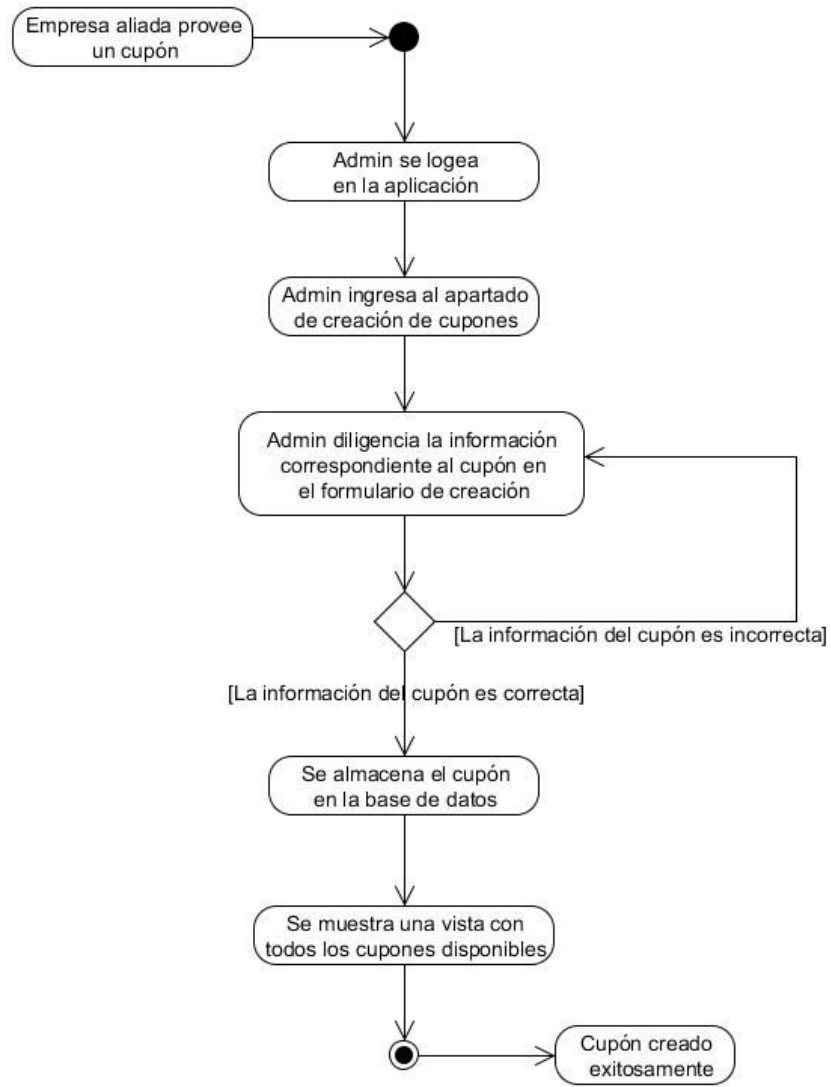 Empresa aliada provee
un cupón
Admin se logea
en la aplicación
Admin ingresa al apartado
de creación de cupones
Admin diligencia la información
correspondiente al cupón en
el formulario de creación
[La información del cupón es incorrecta]
[La información del cupón es correcta]
Se almacena el cupón
en la base de datos
Se muestra una vista con
todos los cupones disponibles
Cupón creado
exitosamente